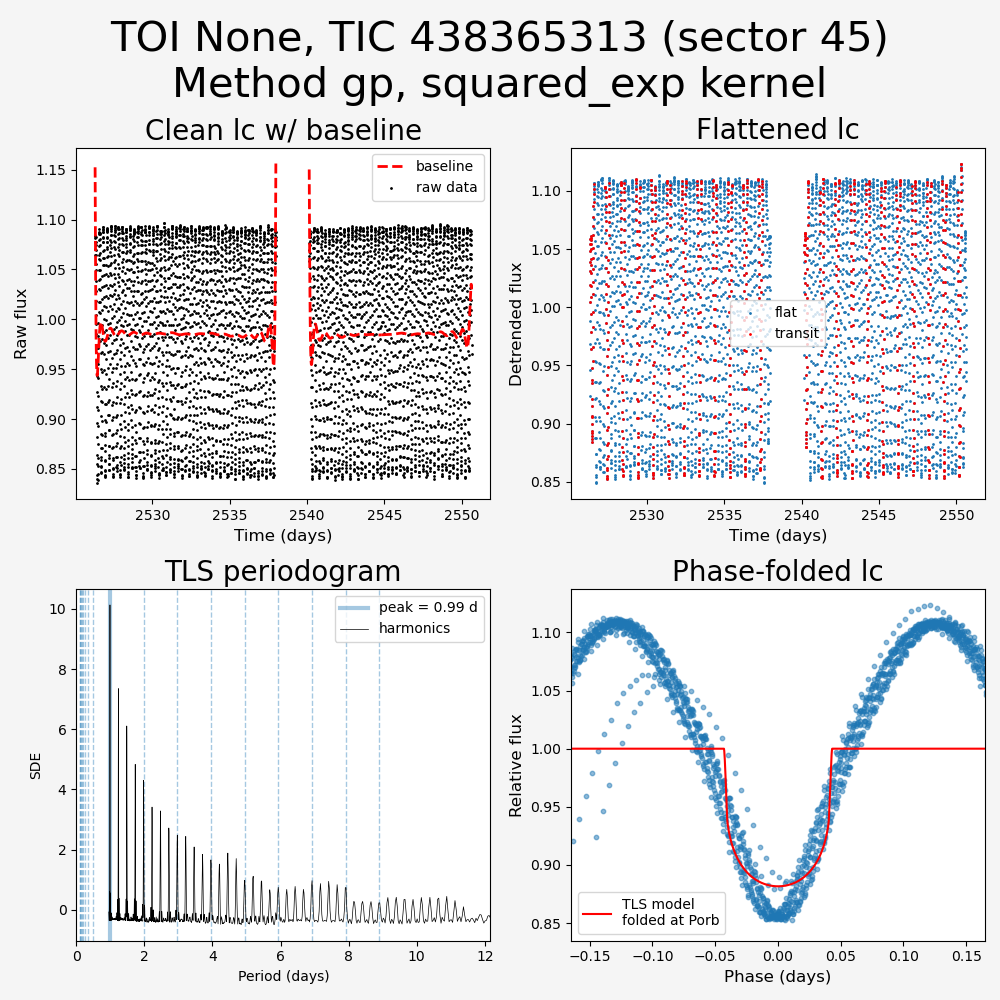 TOI None, TIC 438365313 (sector 45)
Method gp, squared_exp kernel
Clean lc w/ baseline
Raw flux
1.15
1.10
1.05
1.00
0.95
0.90
0.85
baseline
raw data
2530
2535
2540
2545
2550
Time (days)
Flattened lc
Detrended flux
1.10
1.05
1.00
0.95
0.90
0.85
flat
transit
2530
2535
2540
2545
2550
Time (days)
TLS periodogram
SDE
10
8
6
4
2
0
peak = 0.99 d
harmonics
0
2
4
6
8
10
12
Period (days)
Phase-folded lc
Relative flux
1.10
1.05
1.00
0.95
0.90
0.85
TLS model
folded at Porb
−0.15
−0.10
−0.05
0.00
0.05
0.10
0.15
Phase (days)